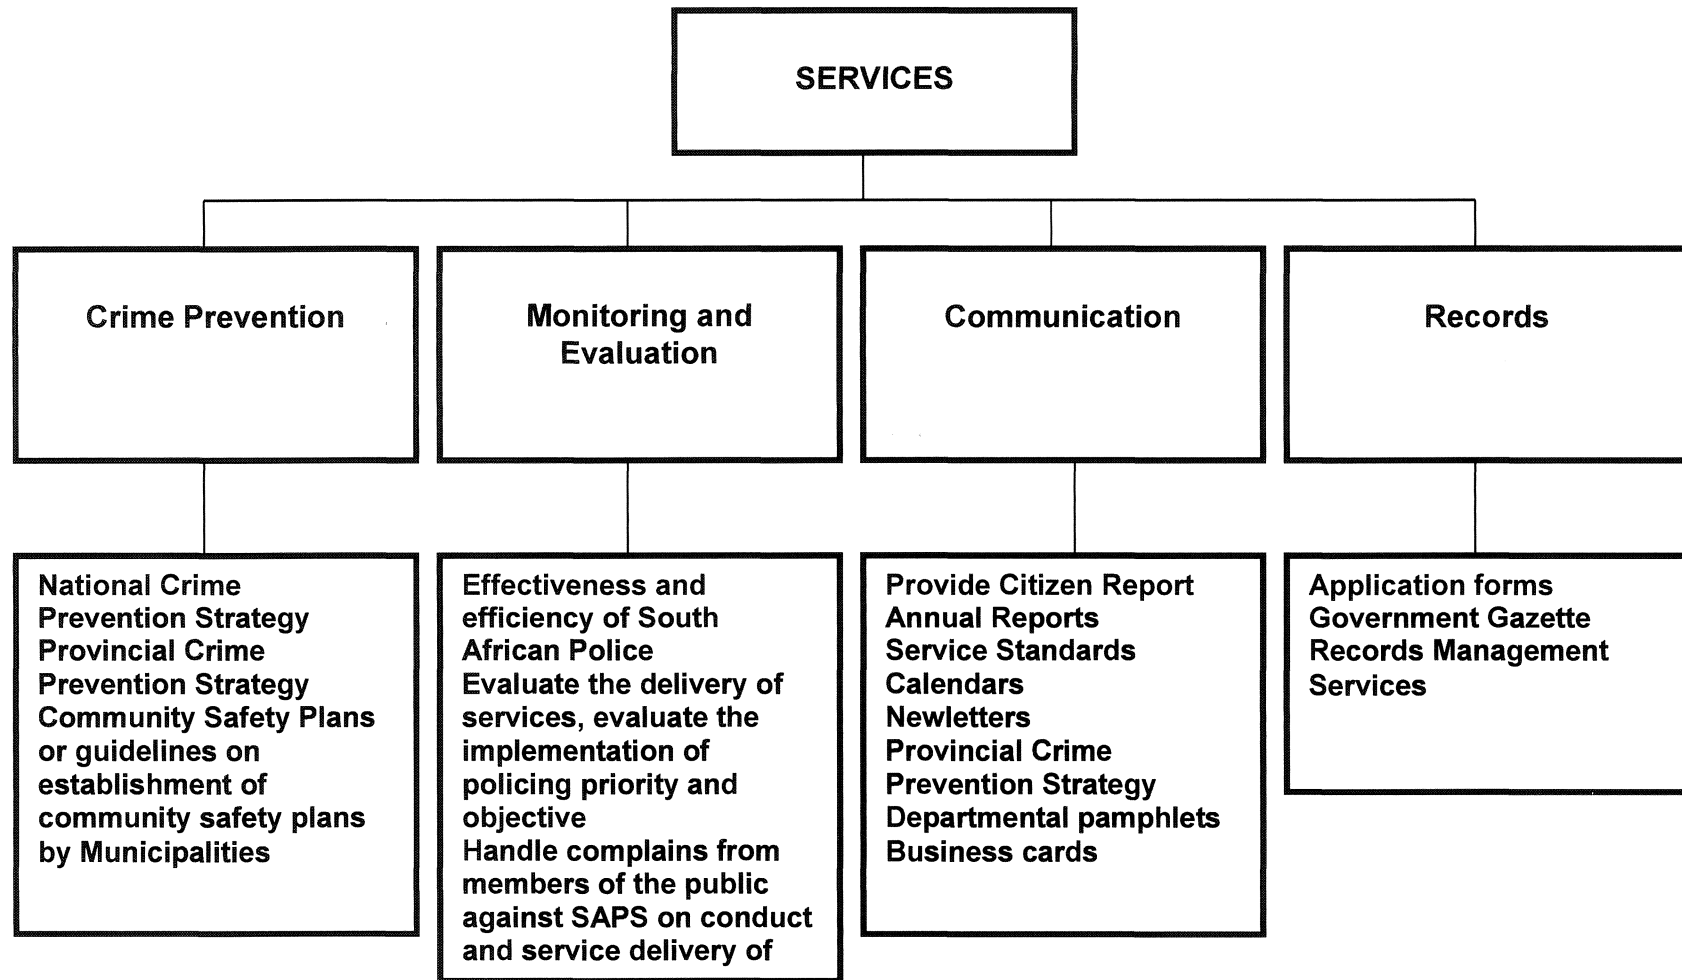 SERVICES
Crime Prevention
Monitoring and
Evaluation
Communication
Records
National Crime
Prevention Strategy
Provincial Crime
Prevention Strategy
Community Safety Plans
or guidelines on
establishment of
community safety plans
by Municipalities
Effectiveness and
efficiency of South
African Police
Evaluate the delivery of
services, evaluate the
implementation of
policing priority and
objective
Handle complains from
members of the public
against SAPS on conduct
and service delivery of
Provide Citizen Report
Annual Reports
Service Standards
Calendars
Newletters
Provincial Crime
Prevention Strategy
Departmental pamphlets
Business cards
Application forms
Government Gazette
Records Management
Services